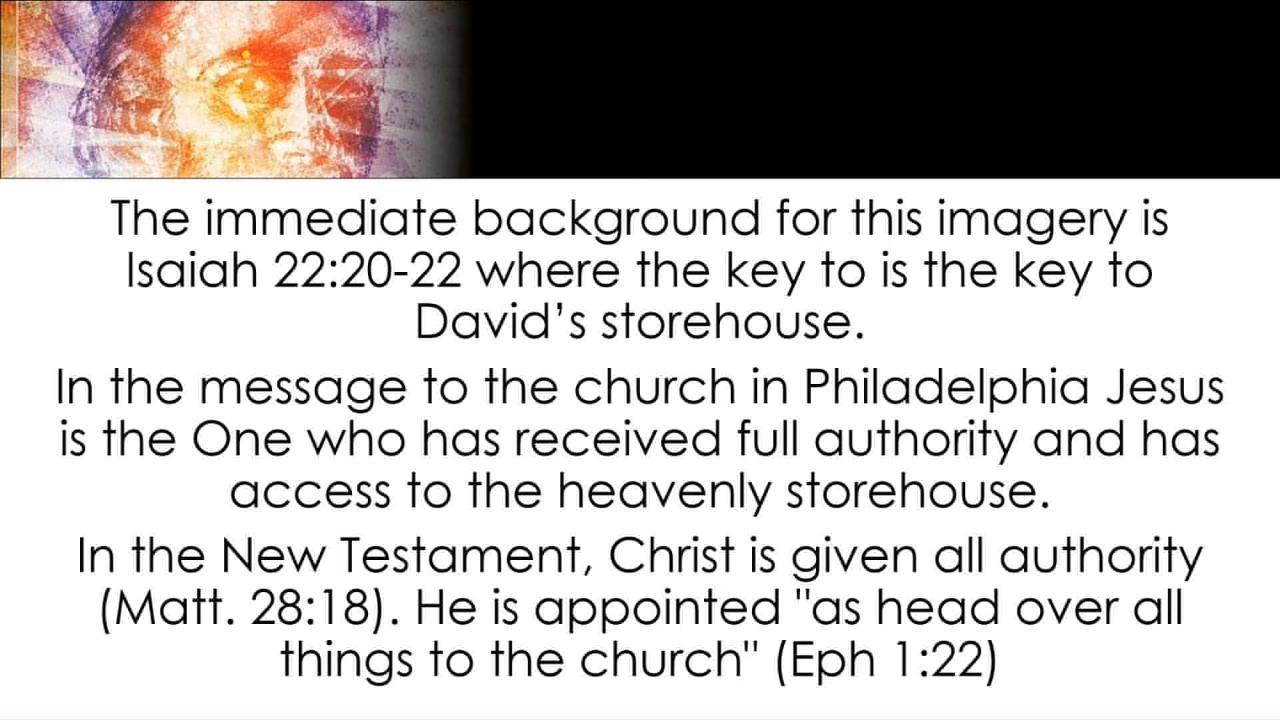 The immediate background for this imagery is
Isaiah 22:20-22 where the key to is the key to
David’s storehouse.
In the message to the church in Philadelphia Jesus
is the One who has received full authority and has
access to the heavenly storehouse.
In the New Testament, Christ is given all authority
(Matt. 28:18). He is appointed "as head over all
things to the church" (Eph 1:22)